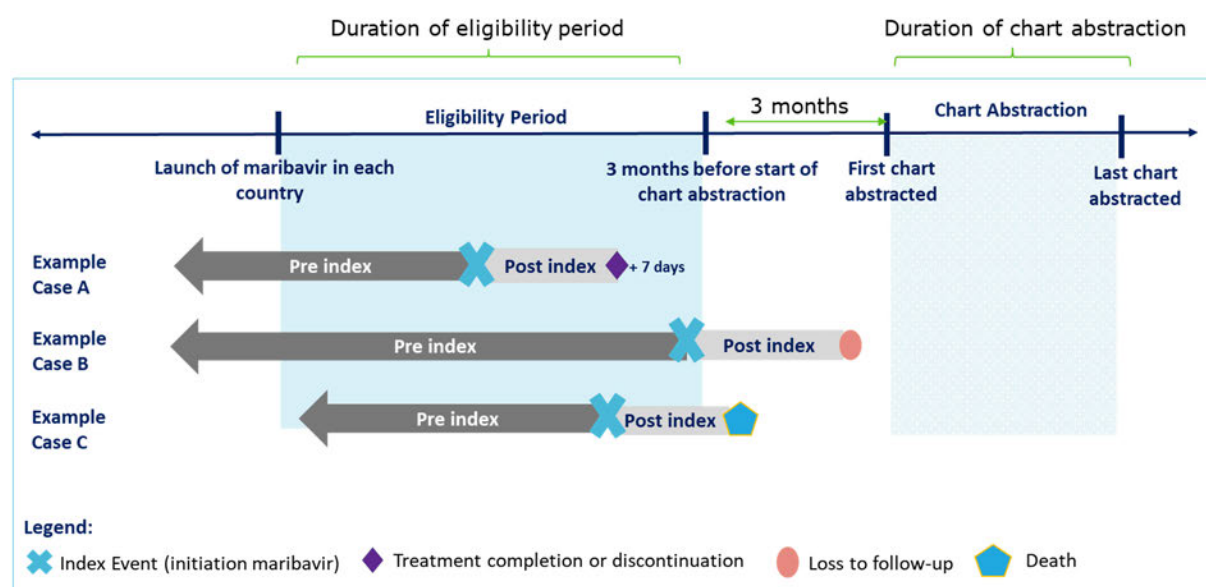 Duration of eligibility period
Duration of chart abstraction
3 months
Eligibility Period
Chart Abstraction
Launch of maribavir in each
country
3 months before start of
chart abstraction
First chart
abstracted
Last chart
abstracted
Example
Case A
Pre index
Post index
+ 7 days
Example
Case B
Pre index
Post index
Example
Case C
Pre index
Post index
Legend:
Index Event (initiation maribavir)
Treatment completion or discontinuation
Loss to follow-up
Death